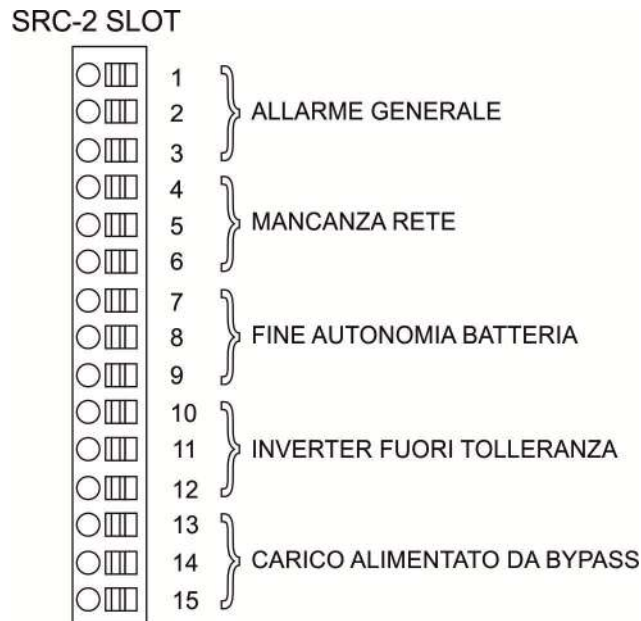 SRC-2 SLOT
1
2 ALLARME GENERALE
3
4
5 MANCANZA RETE
6
7
8 FINE AUTONOMIA BATTERIA
9
10
11 INVERTER FUORI TOLLERANZA
12
13
14 CARICO ALIMENTATO DA BYPASS
15